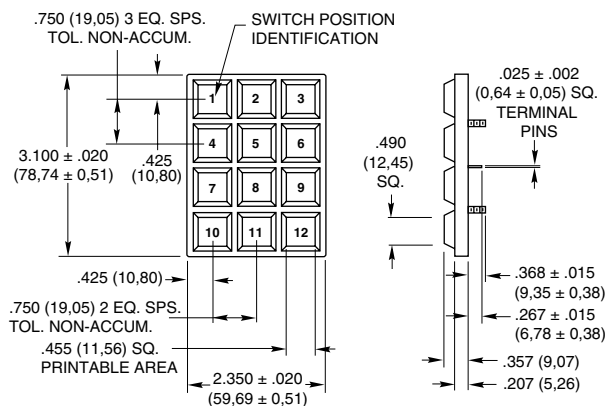 .750 (19,05) 3 EQ. SPS.
TOL. NON-ACCUM.
SWITCH POSITION
IDENTIFICATION
3.100 ± .020
(78,74 ± 0,51)
.425
(10,80)
1 2 3
4 5 6
7 8 9
10 11 12
.425 (10,80)
.750 (19,05) 2 EQ. SPS.
TOL. NON-ACCUM.
.455 (11,56) SQ.
PRINTABLE AREA
2.350 ± .020
(59,69 ± 0,51)
.025 ± .002
(0,64 ± 0,05) SQ.
TERMINAL
PINS
.490
(12,45)
SQ.
.368 ± .015
(9,35 ± 0,38)
.267 ± .015
(6,78 ± 0,38)
.357 (9,07)
.207 (5,26)